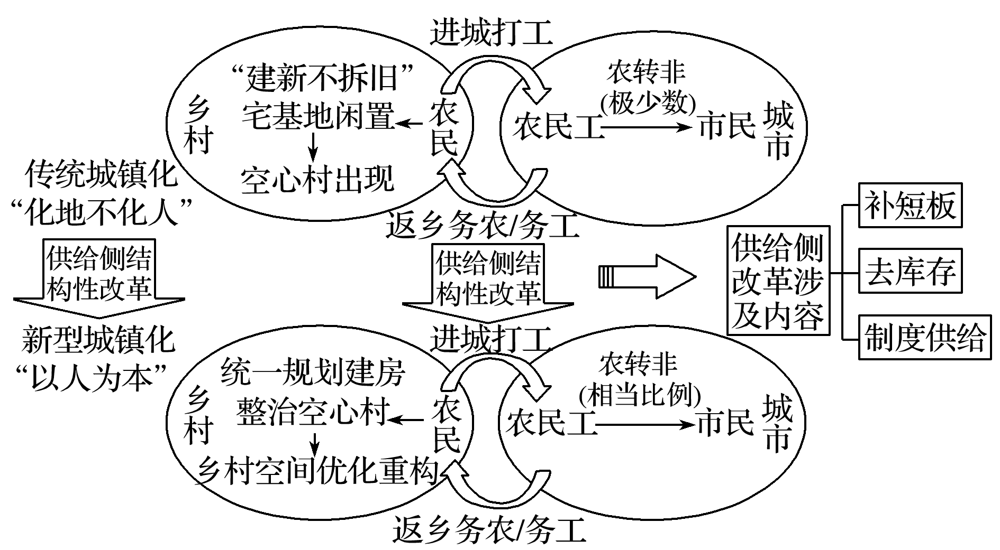 进城打工
“建新不拆旧”
宅基地闲置
空心村出现
乡村
农民
农转非
(极少数)
农民工
市民
城市
返乡务农/务工
传统城镇化
“化地不化人”
供给侧结
构性改革
新型城镇化
“以人为本”
供给侧结
构性改革
供给侧
改革涉
及内容
补短板
去库存
制度供给
进城打工
统一规划建房
整治空心村
乡村空间优化重构
乡村
农民
农转非
(相当比例)
农民工
市民
城市
返乡务农/务工